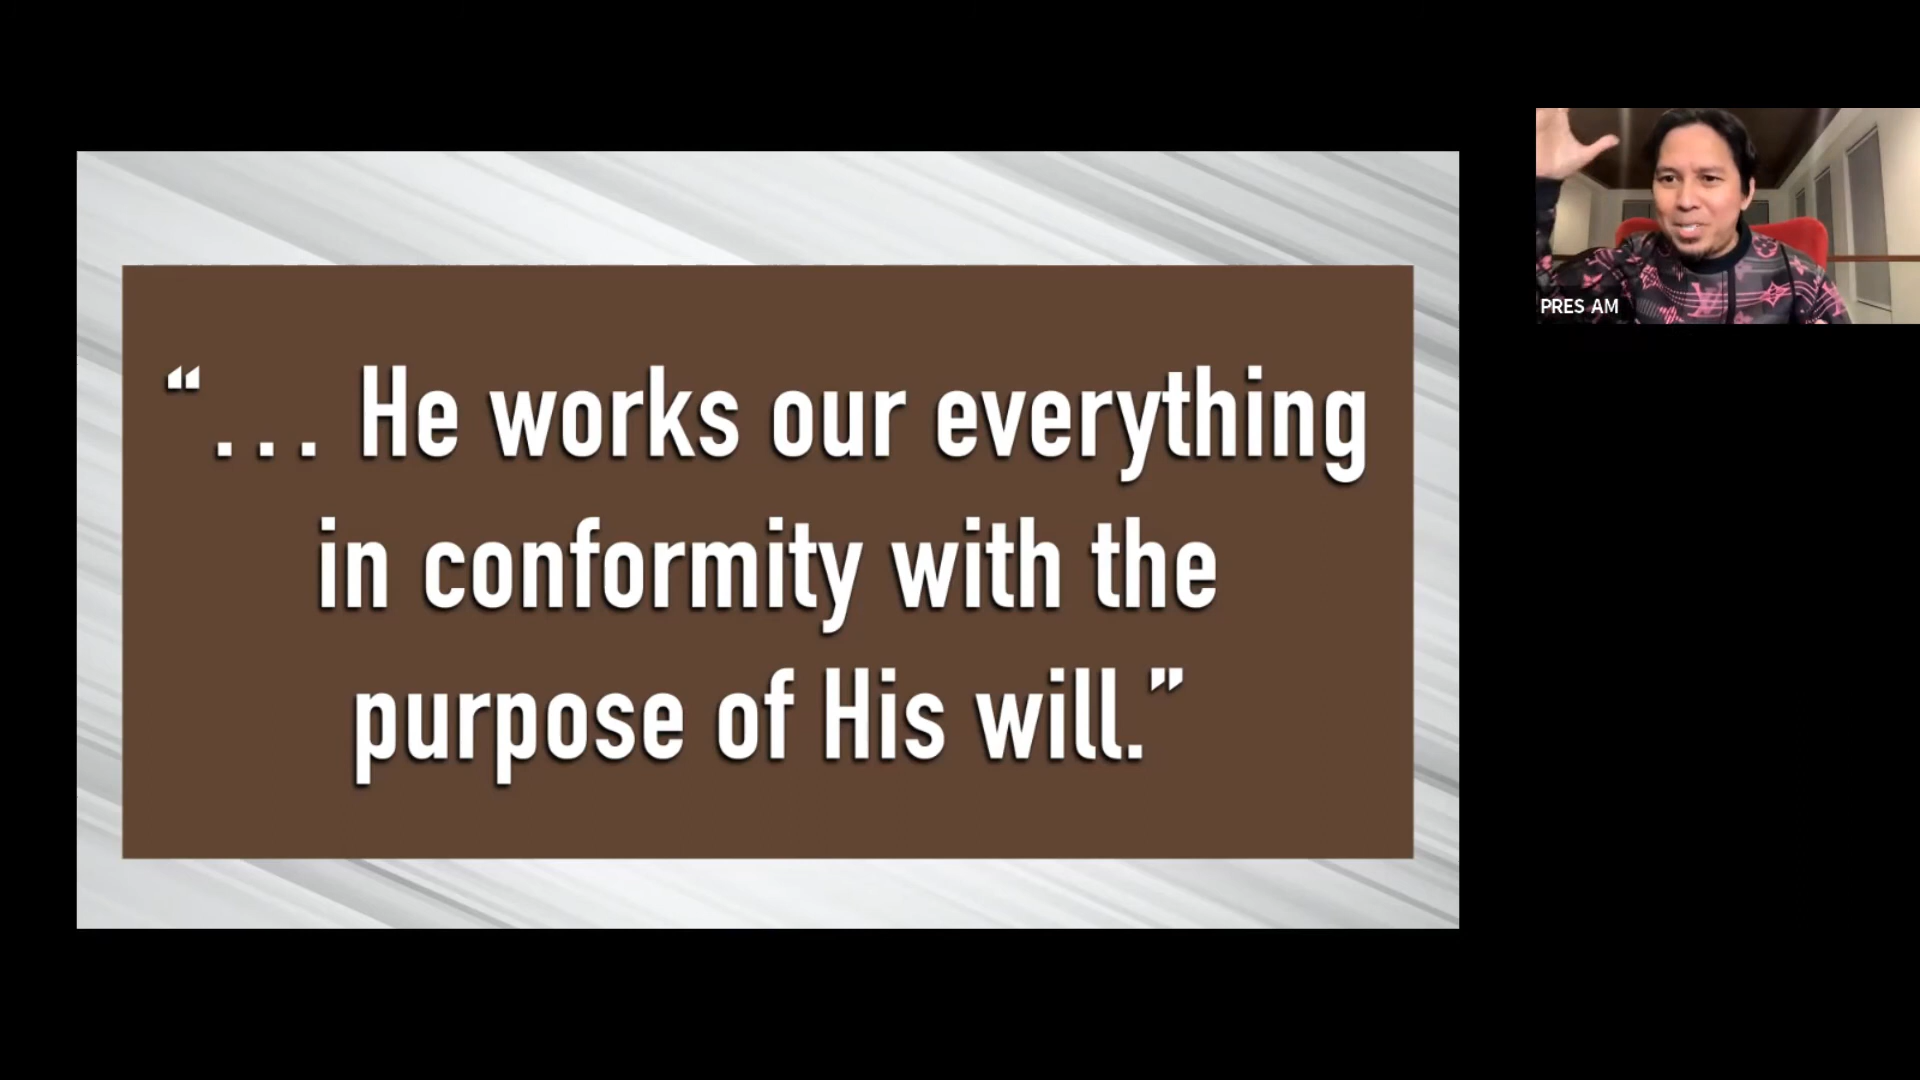 “... He works our everything
in conformity with the
purpose of His will.”
PRES AM